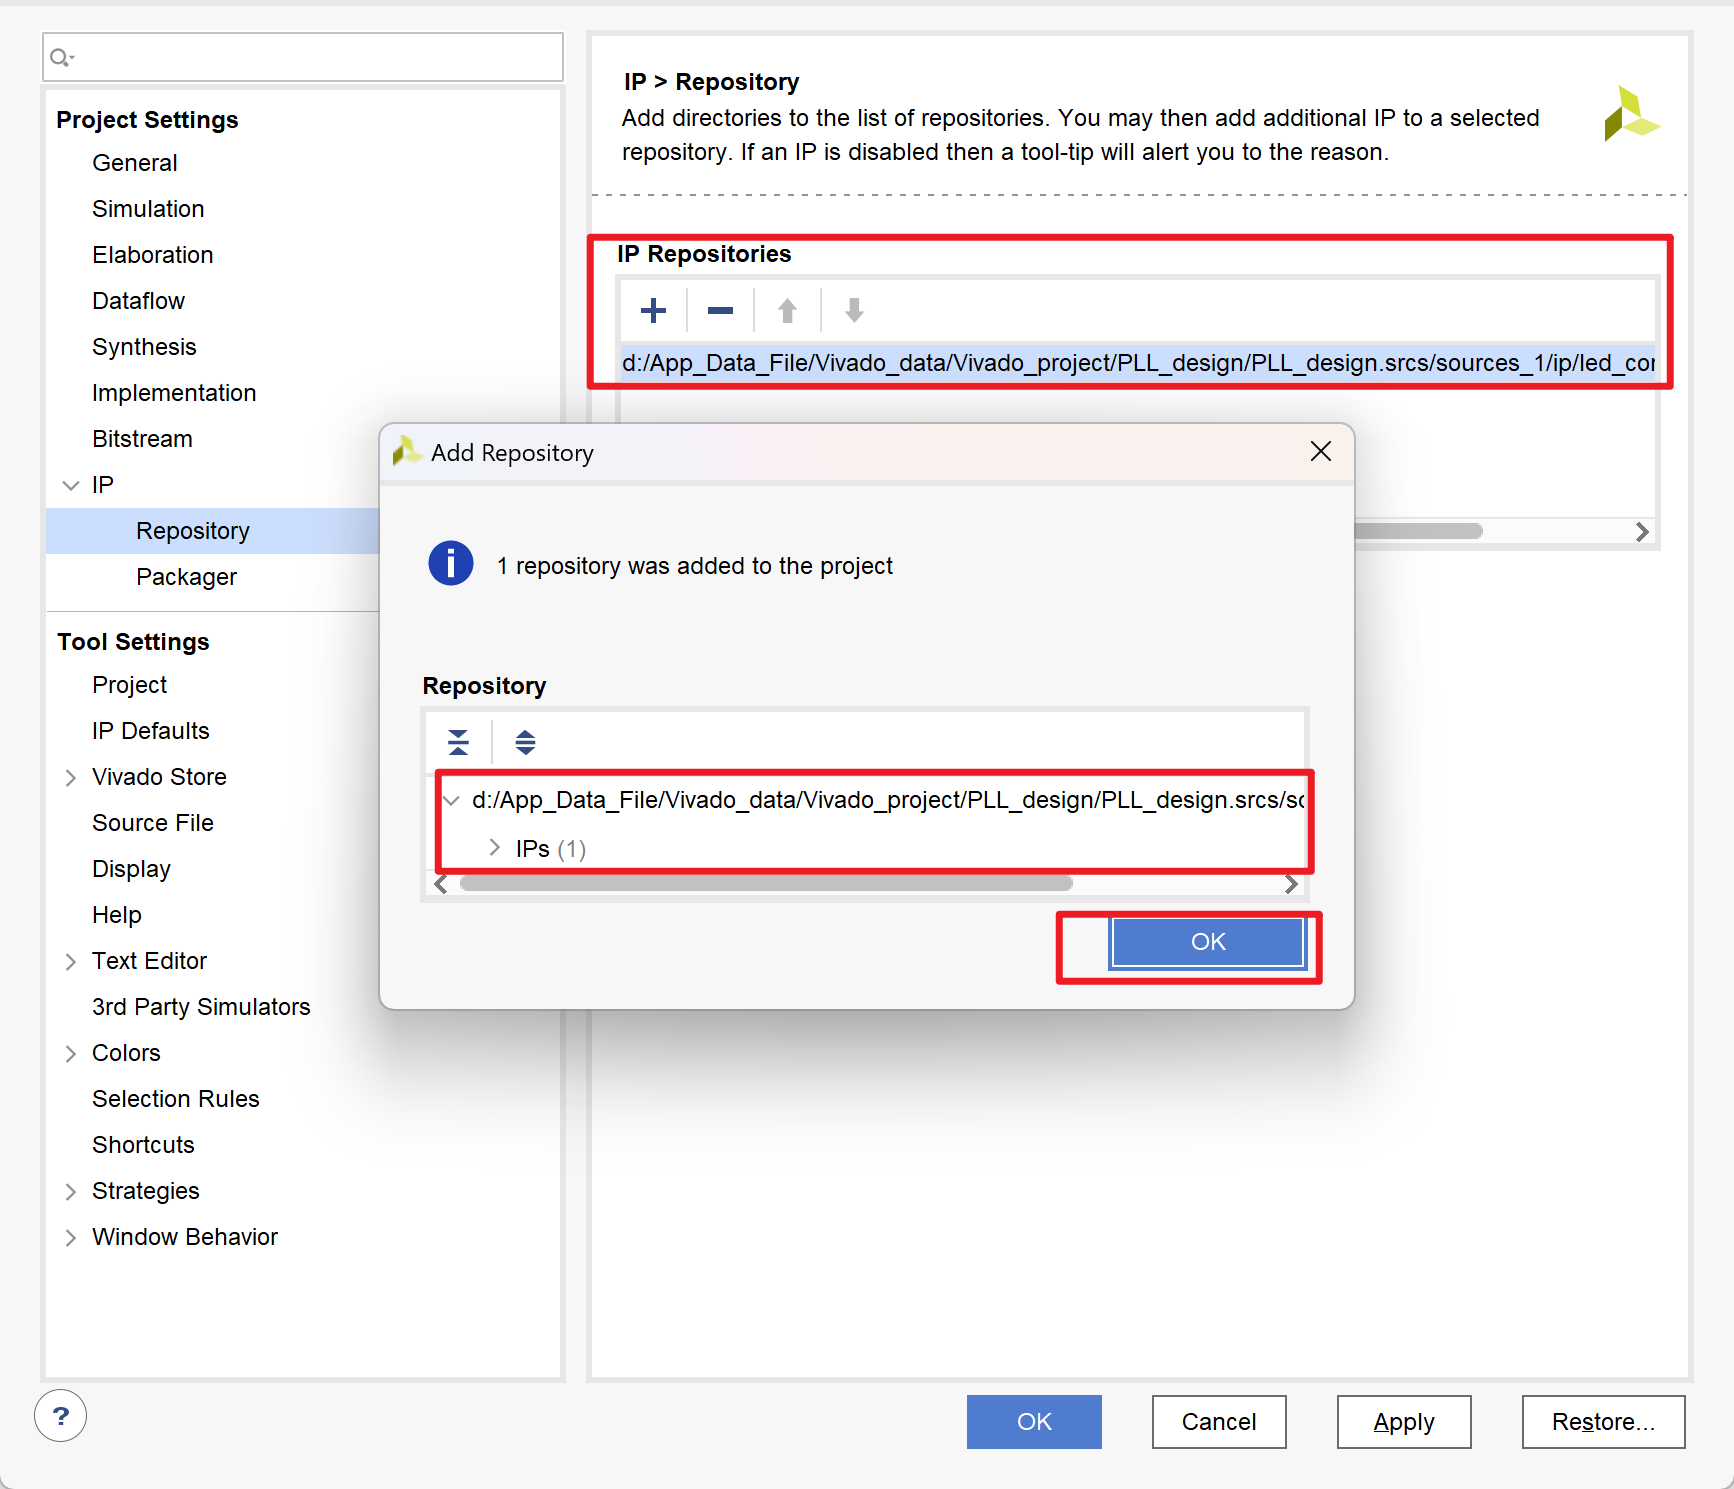 Project Settings
General
Simulation
Elaboration
Dataflow
Synthesis
Implementation
Bitstream
IP
Repository
Packager
Tool Settings
Project
IP Defaults
Vivado Store
Source File
Display
Help
Text Editor
3rd Party Simulators
Colors
Selection Rules
Shortcuts
Strategies
Window Behavior
IP > Repository
Add directories to the list of repositories. You may then add additional IP to a selected
repository. If an IP is disabled then a tool-tip will alert you to the reason.
IP Repositories
d:/App_Data_File/Vivado_data/Vivado_project/PLL_design/PLL_design.srcs/sources_1/ip/led_cor
Add Repository
1 repository was added to the project
Repository
d:/App_Data_File/Vivado_data/Vivado_project/PLL_design/PLL_design.srcs/sc
IPs (1)
OK
?
OK
Cancel
Apply
Restore...